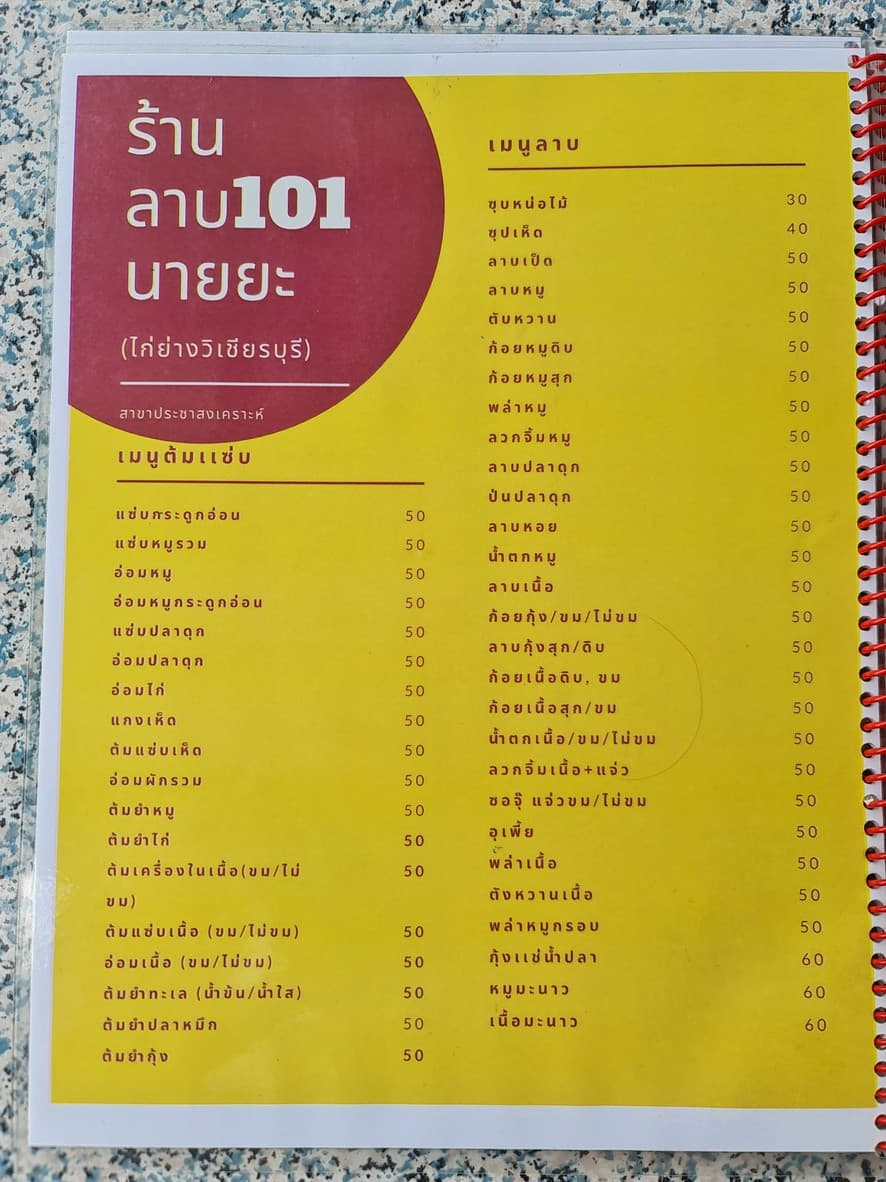 ร้าน
ลาบ101
นายยะ
(ไก่ย่างวิเชียรบุรี)
สาขาประชาสงเคราะห์
เมนูต้มแซ่บ
แซ่บกระดูกอ่อน 50
แซ่บหมูรวม 50
อ่อมหมู 50
อ่อมหมูกระดูกอ่อน 50
แซ่บปลาดุก 50
อ่อมปลาดุก 50
อ่อมไก่ 50
แกงเห็ด 50
ต้มแซ่บเห็ด 50
อ่อมผักรวม 50
ต้มยำหมู 50
ต้มยำไก่ 50
ต้มเครื่องในเนื้อ(ขม/ไม่ 50
ขม)
ต้มแซ่บเนื้อ (ขม/ไม่ขม) 50
อ่อมเนื้อ (ขม/ไม่ขม) 50
ต้มยำทะเล (น้ำข้น/น้ำใส) 50
ต้มยำปลาหมึก 50
ต้มยำกุ้ง 50
เมนูลาบ
ซุบหน่อไม้ 30
ซุปเห็ด 40
ลาบเป็ด 50
ลาบหมู 50
ตับหวาน 50
ก้อยหมูดิบ 50
ก้อยหมูสุก 50
พล่าหมู 50
ลวกจิ้มหมู 50
ลาบปลาดุก 50
ป่นปลาดุก 50
ลาบหอย 50
น้ำตกหมู 50
ลาบเนื้อ 50
ก้อยกุ้ง/ขม/ไม่ขม 50
ลาบกุ้งสุก/ดิบ 50
ก้อยเนื้อดิบ, ขม 50
ก้อยเนื้อสุก/ขม 50
น้ำตกเนื้อ/ขม/ไม่ขม 50
ลวกจิ้มเนื้อ+แจ่ว 50
ซอจุ๊ แจ่วขม/ไม่ขม 50
อุเพี้ย 50
พล่าเนื้อ 50
ตังหวานเนื้อ 50
พล่าหมูกรอบ 50
กุ้งแช่น้ำปลา 60
หมูมะนาว 60
เนื้อมะนาว 60